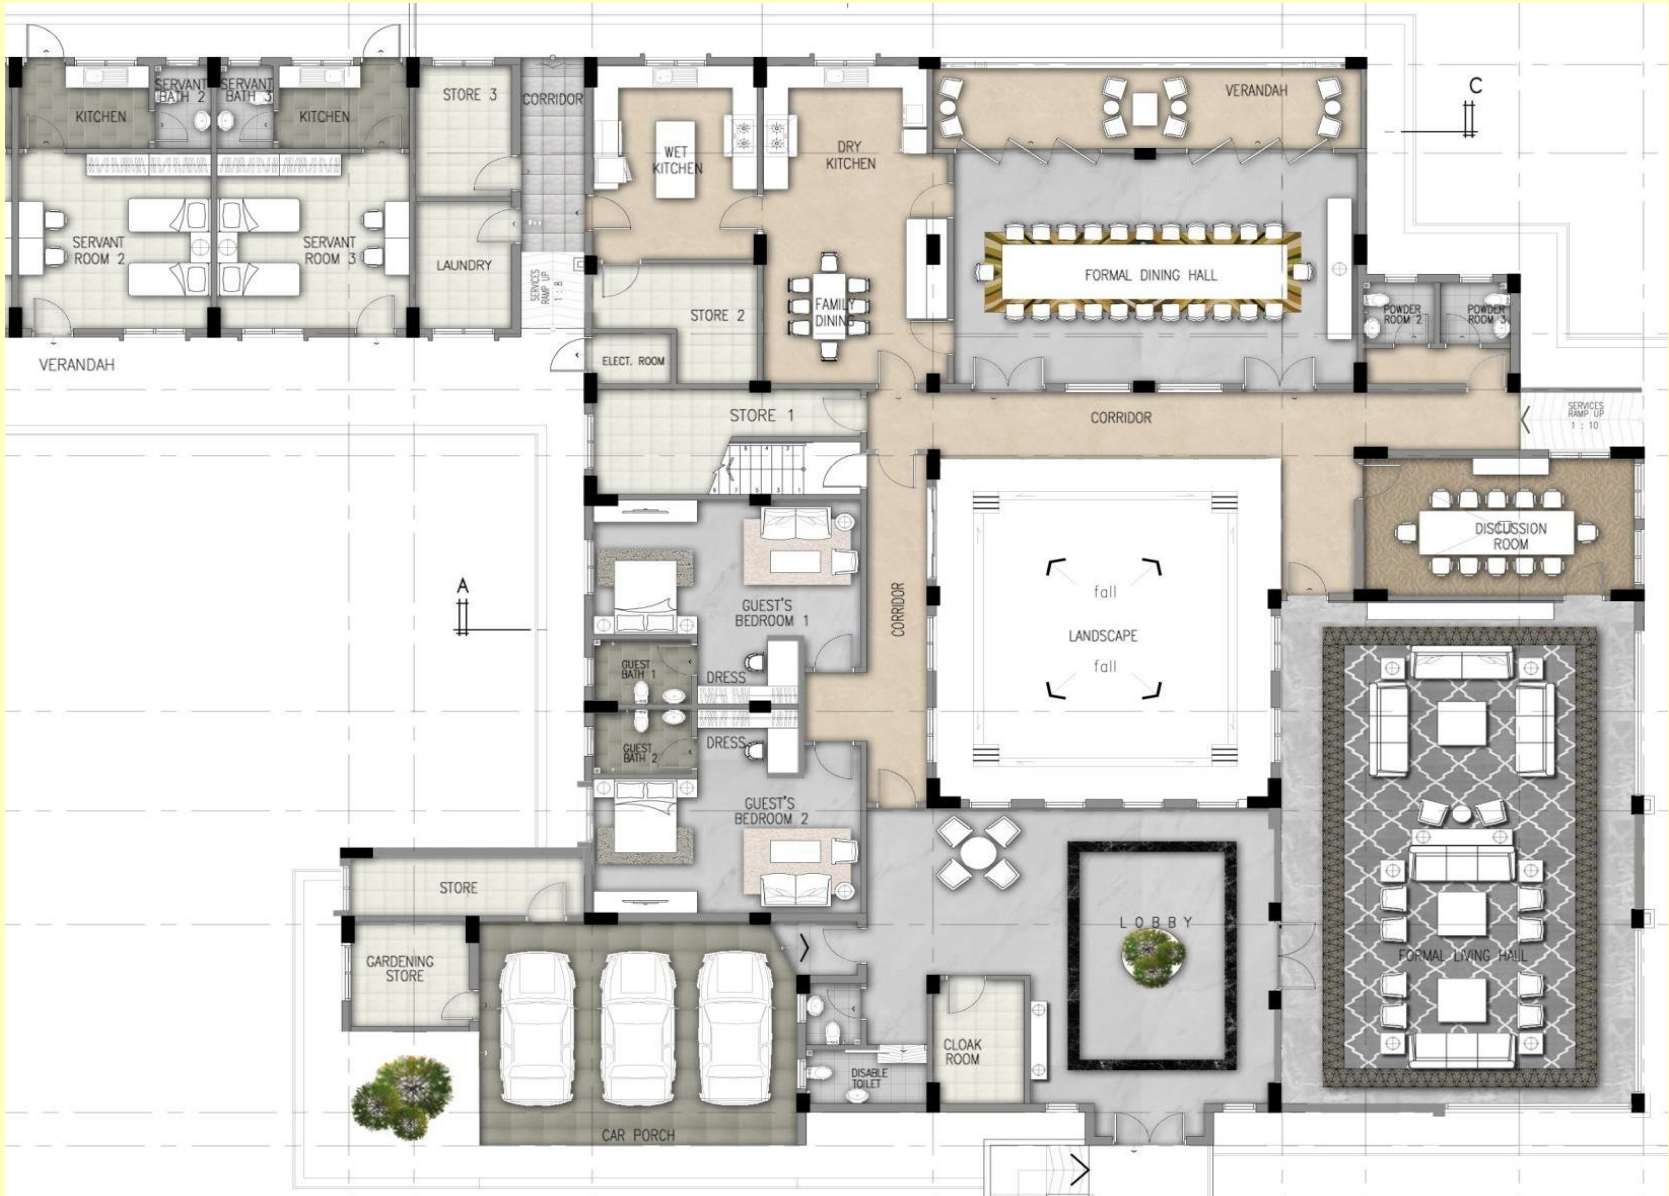 SERVANT
BATH 2
SERVANT
BATH 3
KITCHEN
KITCHEN
STORE 3
CORRIDOR
WET
KITCHEN
DRY
KITCHEN
fall
fall
VERANDAH
C
SERVANT
ROOM 2
SERVANT
ROOM 3
LAUNDRY
SERVICES
RAMP UP
1 : 8
STORE 2
FAMILY
DINING
FORMAL DINING HALL
POWDER
ROOM 2
POWDER
ROOM 3
ELECT. ROOM
VERANDAH
STORE 1
CORRIDOR
SERVICES
RAMP UP
1 : 10
DISCUSSION
ROOM
A
GUEST'S
BEDROOM 1
CORRIDOR
fall
LANDSCAPE
fall
GUEST
BATH 1
DRESS
GUEST
BATH 2
DRESS
GUEST'S
BEDROOM 2
STORE
LOBBY
GARDENING
STORE
FORMAL LIVING HALL
CLOAK
ROOM
DISABLE
TOILET
CAR PORCH